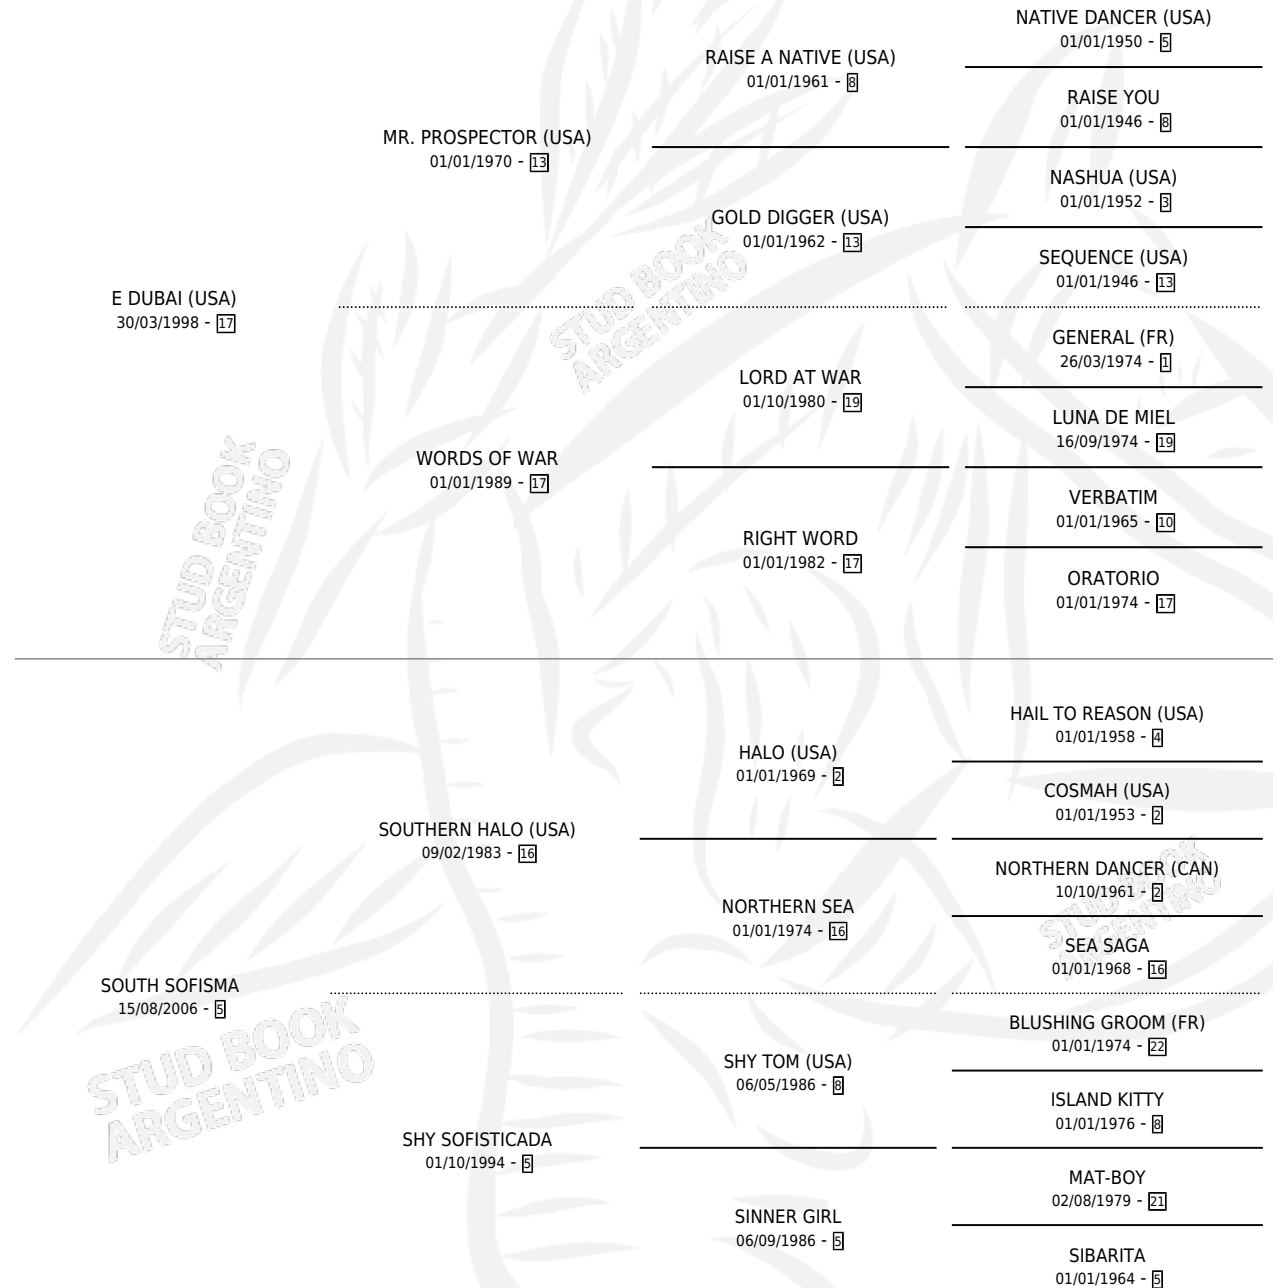 NATIVE DANCER (USA)
01/01/1950 - 5
RAISE A NATIVE (USA)
01/01/1961 - 8
RAISE YOU
01/01/1946 - 8
MR. PROSPECTOR (USA)
01/01/1970 - 13
NASHUA (USA)
01/01/1952 - 3
GOLD DIGGER (USA)
01/01/1962 - 13
SEQUENCE (USA)
01/01/1946 - 13
E DUBAI (USA)
30/03/1998 - 17
GENERAL (FR)
26/03/1974 - 1
LORD AT WAR
01/10/1980 - 19
LUNA DE MIEL
16/09/1974 - 19
WORDS OF WAR
01/01/1989 - 17
VERBATIM
01/01/1965 - 10
RIGHT WORD
01/01/1982 - 17
ORATORIO
01/01/1974 - 17
HAIL TO REASON (USA)
01/01/1958 - 4
HALO (USA)
01/01/1969 - 2
COSMAH (USA)
01/01/1953 - 2
SOUTHERN HALO (USA)
09/02/1983 - 16
NORTHERN DANCER (CAN)
10/10/1961 - 2
NORTHERN SEA
01/01/1974 - 16
SEA SAGA
01/01/1968 - 16
SOUTH SOFISMA
15/08/2006 - 5
BLUSHING GROOM (FR)
01/01/1974 - 22
SHY TOM (USA)
06/05/1986 - 8
ISLAND KITTY
01/01/1976 - 8
SHY SOFISTICADA
01/10/1994 - 5
MAT-BOY
02/08/1979 - 21
SINNER GIRL
06/09/1986 - 5
SIBARITA
01/01/1964 - 5
STUD BOOK
ARGENTINO
STUD BOOK
ARGENTINO
STUD BOOK
ARGENTINO
STUD BOOK
ARGENTINO